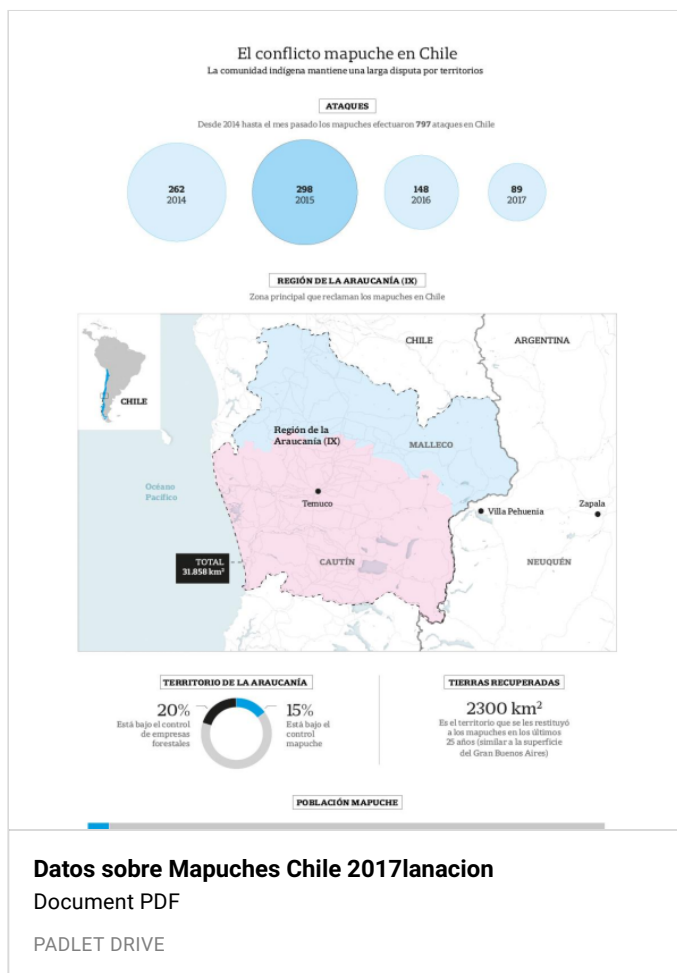 El conflicto mapuche en Chile
La comunidad indígena mantiene una larga disputa por territorios
ATAQUES
Desde 2014 hasta el mes pasado los mapuches efectuaron 797 ataques en Chile
262
2014
298
2015
148
2016
89
2017
REGIÓN DE LA ARAUCANÍA (IX)
Zona principal que reclaman los mapuches en Chile
CHILE
CHILE
ARGENTINA
Región de la
Araucanía (IX)
MALLECO
Océano
Pacífico
Temuco
Villa Pehuenia
Zapala
TOTAL
31.858 km²
CAUTÍN
NEUQUÉN
TERRITORIO DE LA ARAUCANÍA
20%
Está bajo el control
de empresas
forestales
15%
Está bajo el
control
mapuche
TIERRAS RECUPERADAS
2300 km²
Es el territorio que se les restituyó
a los mapuches en los últimos
25 años (similar a la superficie
del Gran Buenos Aires)
POBLACIÓN MAPUCHE
Datos sobre Mapuches Chile 2017lanacion
Document PDF
PADLET DRIVE